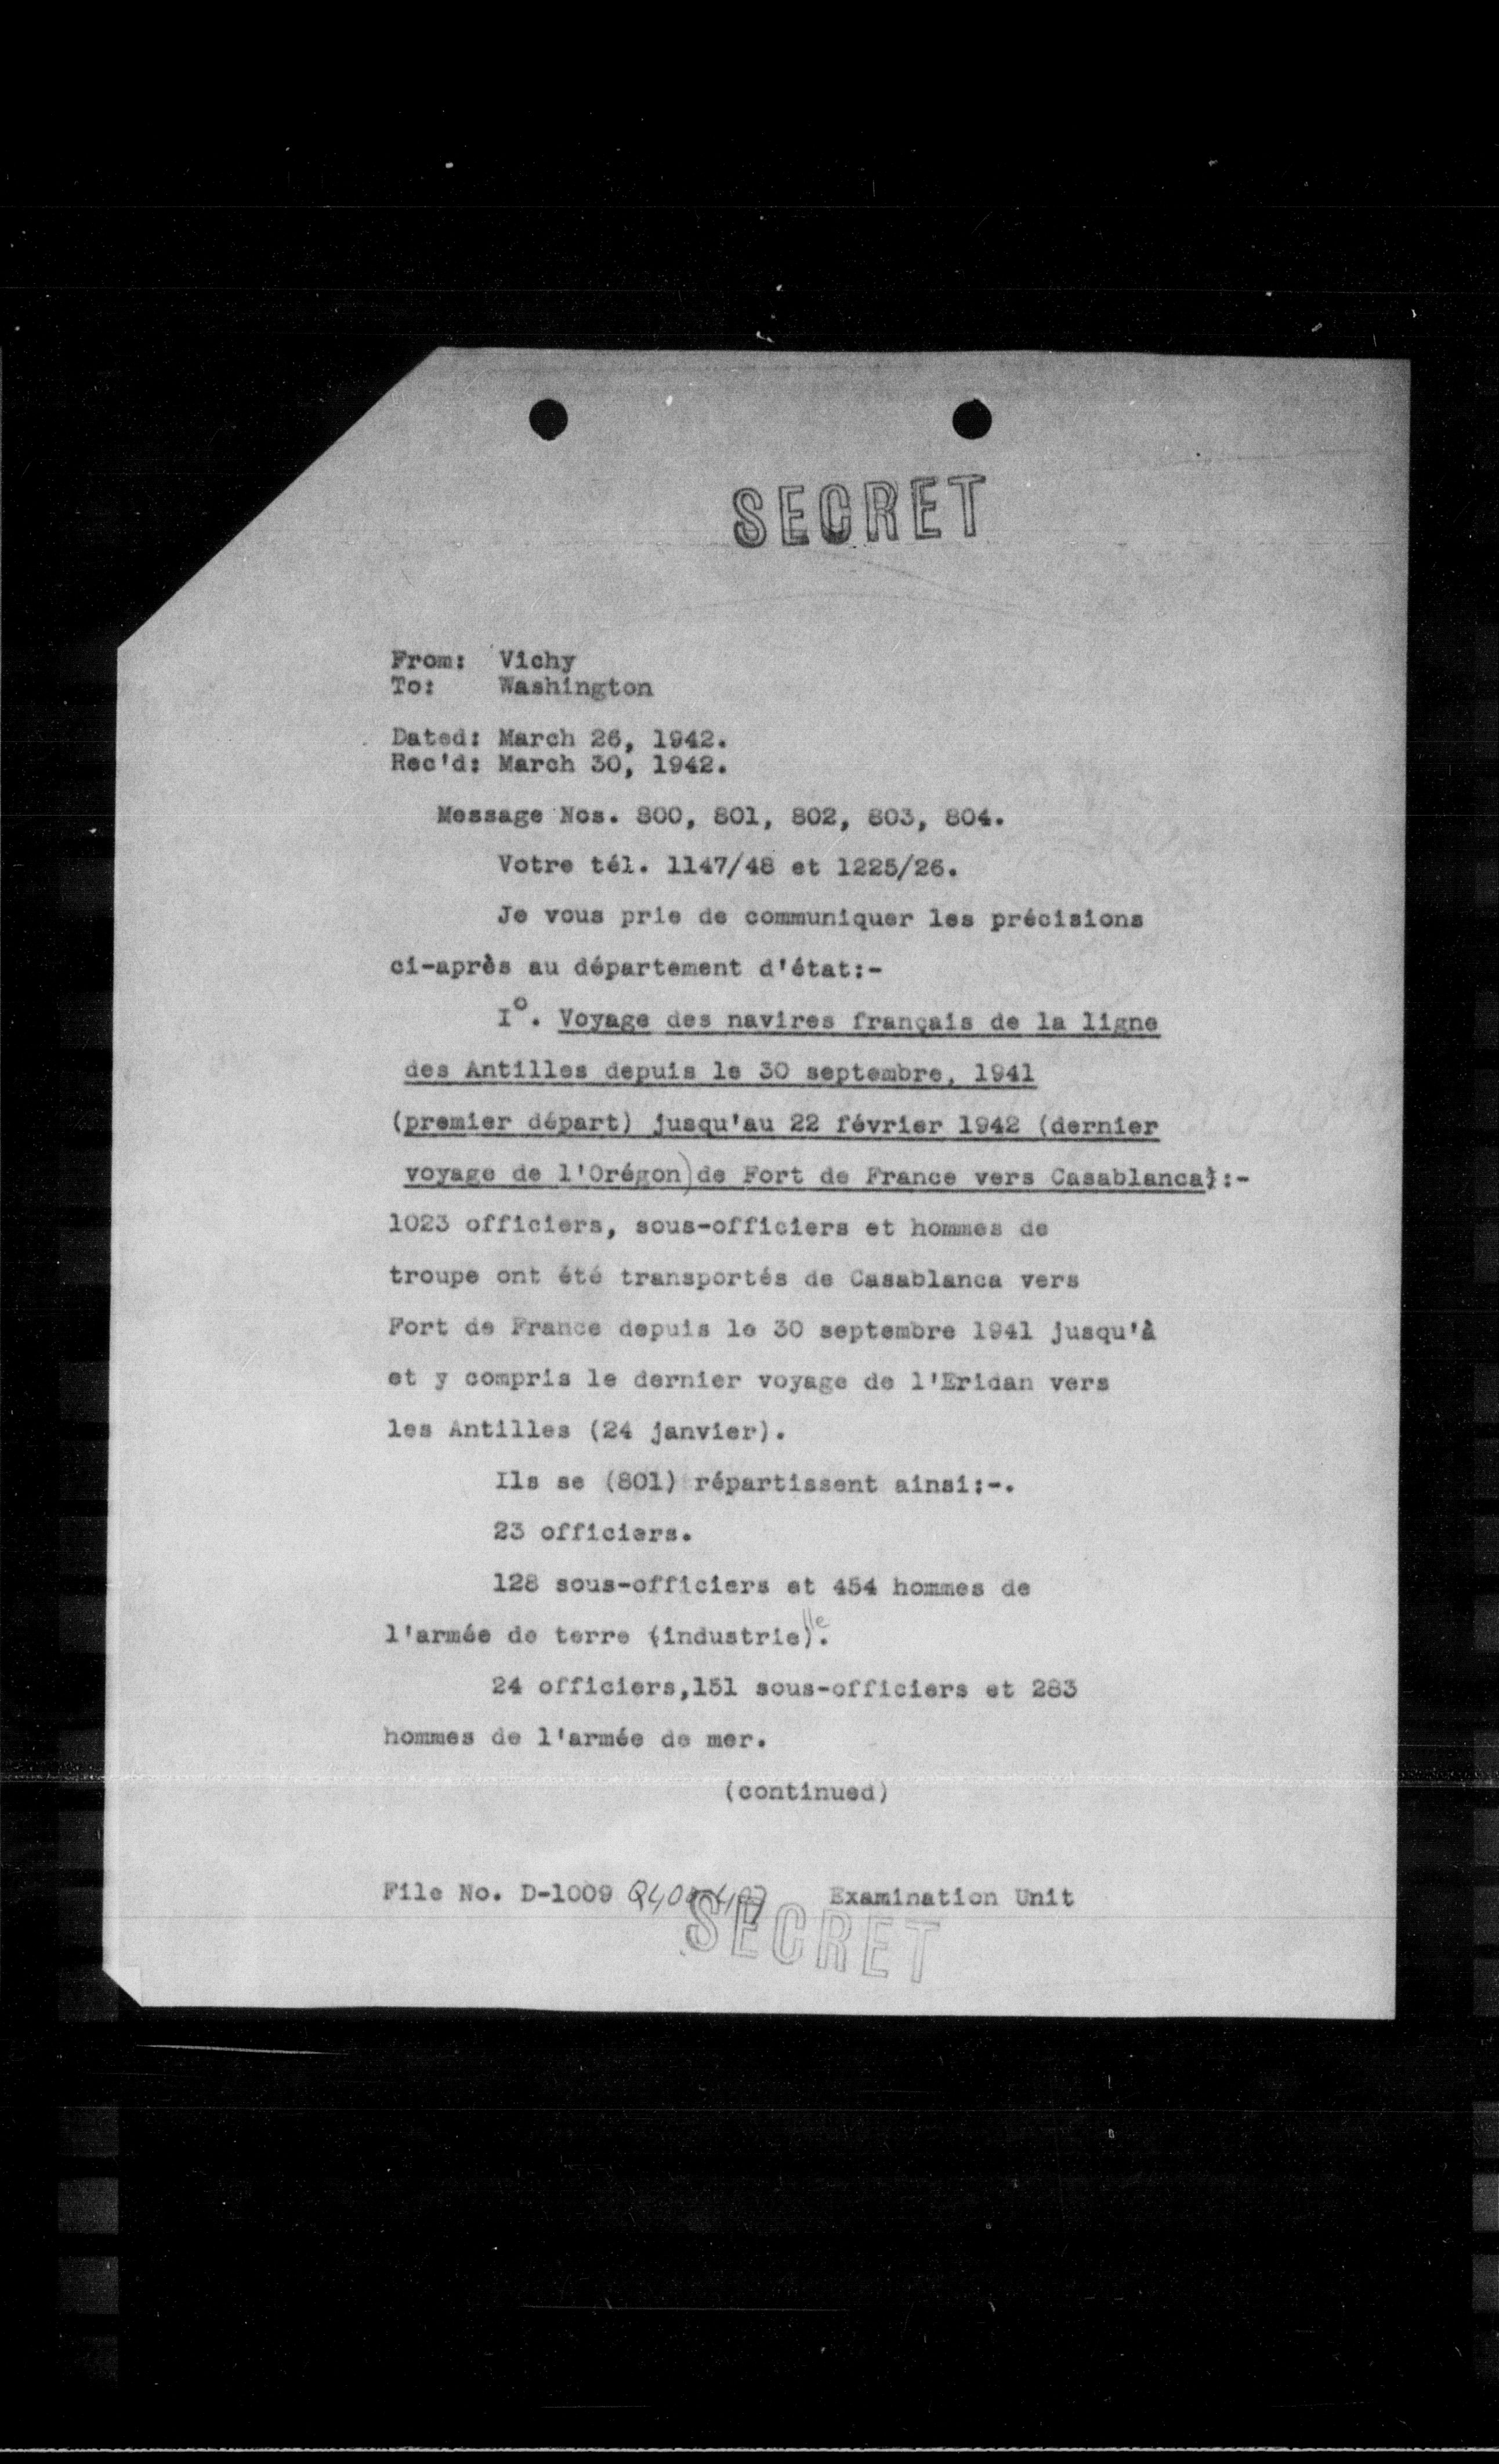 SECRET
From: Vichy
To: Washington
Dated: March 26, 1942.
Rec'd: March 30, 1942.
Message Nos. 800, 801, 802, 803, 804.
Votre tél. 1147/48 et 1225/26.
Je vous prie de communiquer les précisions
ci-après au département d'état:-
I°. Voyage des navires français de la ligne
des Antilles depuis le 30 septembre, 1941
(premier départ) jusqu'au 22 février 1942 (dernier
voyage de l'Orégon) de Fort de France vers Casablanca):-
1023 officiers, sous-officiers et hommes de
troupe ont été transportés de Casablanca vers
Fort de France depuis le 30 septembre 1941 jusqu'à
et y compris le dernier voyage de l'Eridan vers
les Antilles (24 janvier).
Ils se (801) répartissent ainsi:-.
23 officiers.
128 sous-officiers et 454 hommes de
l'armée de terre (industrielle).
24 officiers,151 sous-officiers et 283
hommes de l'armée de mer.
(continued)
File No. D-1009 Examination Unit
SECRET